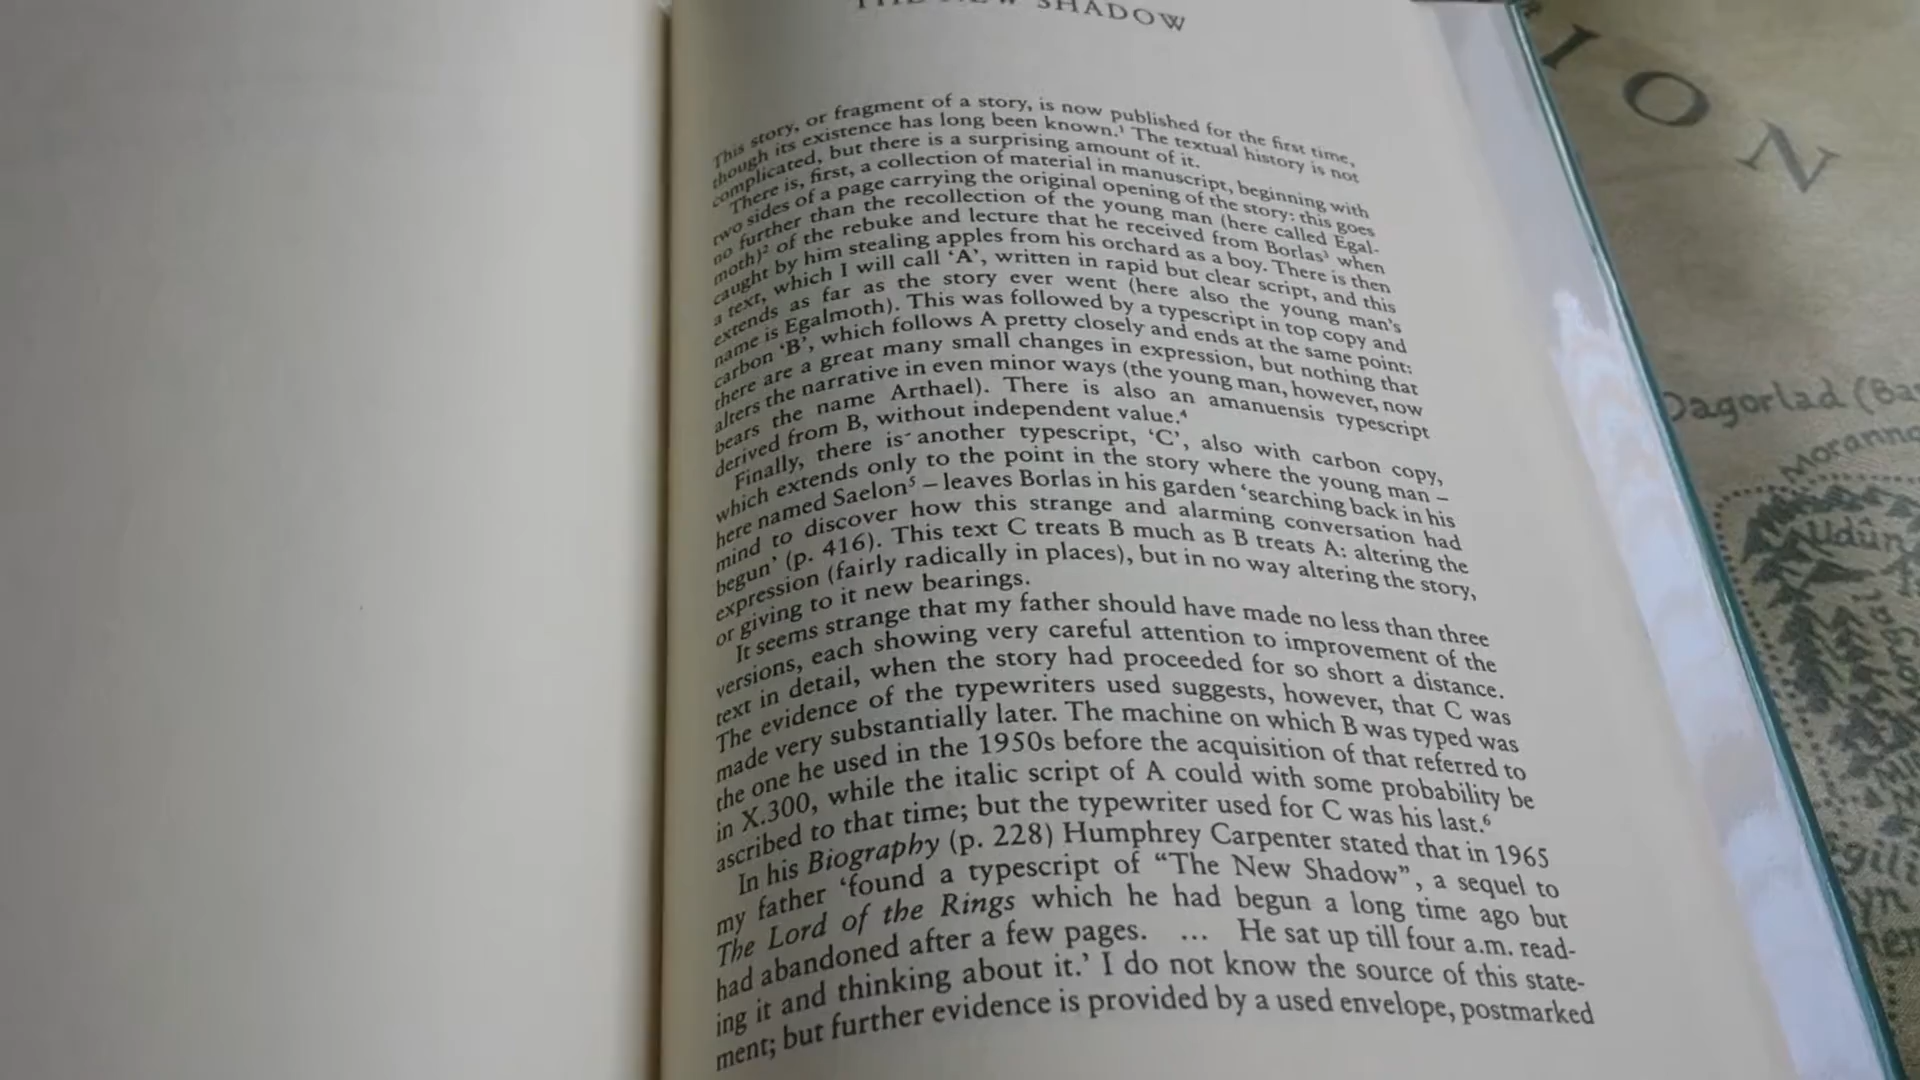 THE NEW SHADOW
This story, or fragment of a story, is now published for the first time,
though its existence has long been known.¹ The textual history is not
complicated, but there is a surprising amount of it.
There is, first, a collection of material in manuscript, beginning with
two sides of a page carrying the original opening of the story: this goes
no further than the recollection of the young man (here called Egal-
moth)² of the rebuke and lecture that he received from Borlas³ when
caught by him stealing apples from his orchard as a boy. There is then
a text, which I will call ‘A’, written in rapid but clear script, and this
extends as far as the story ever went (here also the young man's
name is Egalmoth). This was followed by a typescript in top copy and
carbon ‘B’, which follows A pretty closely and ends at the same point:
there are a great many small changes in expression, but nothing that
alters the narrative in even minor ways (the young man, however, now
bears the name Arthael). There is also an amanuensis typescript
derived from B, without independent value.⁴
Finally, there is another typescript, ‘C’, also with carbon copy,
which extends only to the point in the story where the young man –
here named Saelon⁵ – leaves Borlas in his garden ‘searching back in his
mind to discover how this strange and alarming conversation had
begun’ (p. 416). This text C treats B much as B treats A: altering the
expression (fairly radically in places), but in no way altering the story,
or giving to it new bearings.
It seems strange that my father should have made no less than three
versions, each showing very careful attention to improvement of the
text in detail, when the story had proceeded for so short a distance.
The evidence of the typewriters used suggests, however, that C was
made very substantially later. The machine on which B was typed was
the one he used in the 1950s before the acquisition of that referred to
in X.300, while the italic script of A could with some probability be
ascribed to that time; but the typewriter used for C was his last.⁶
In his Biography (p. 228) Humphrey Carpenter stated that in 1965
my father ‘found a typescript of “The New Shadow”, a sequel to
The Lord of the Rings which he had begun a long time ago but
had abandoned after a few pages. ... He sat up till four a.m. read-
ing it and thinking about it.’ I do not know the source of this state-
ment; but further evidence is provided by a used envelope, postmarked
I O N
Dagorlad (Ba
Morann
Udûn